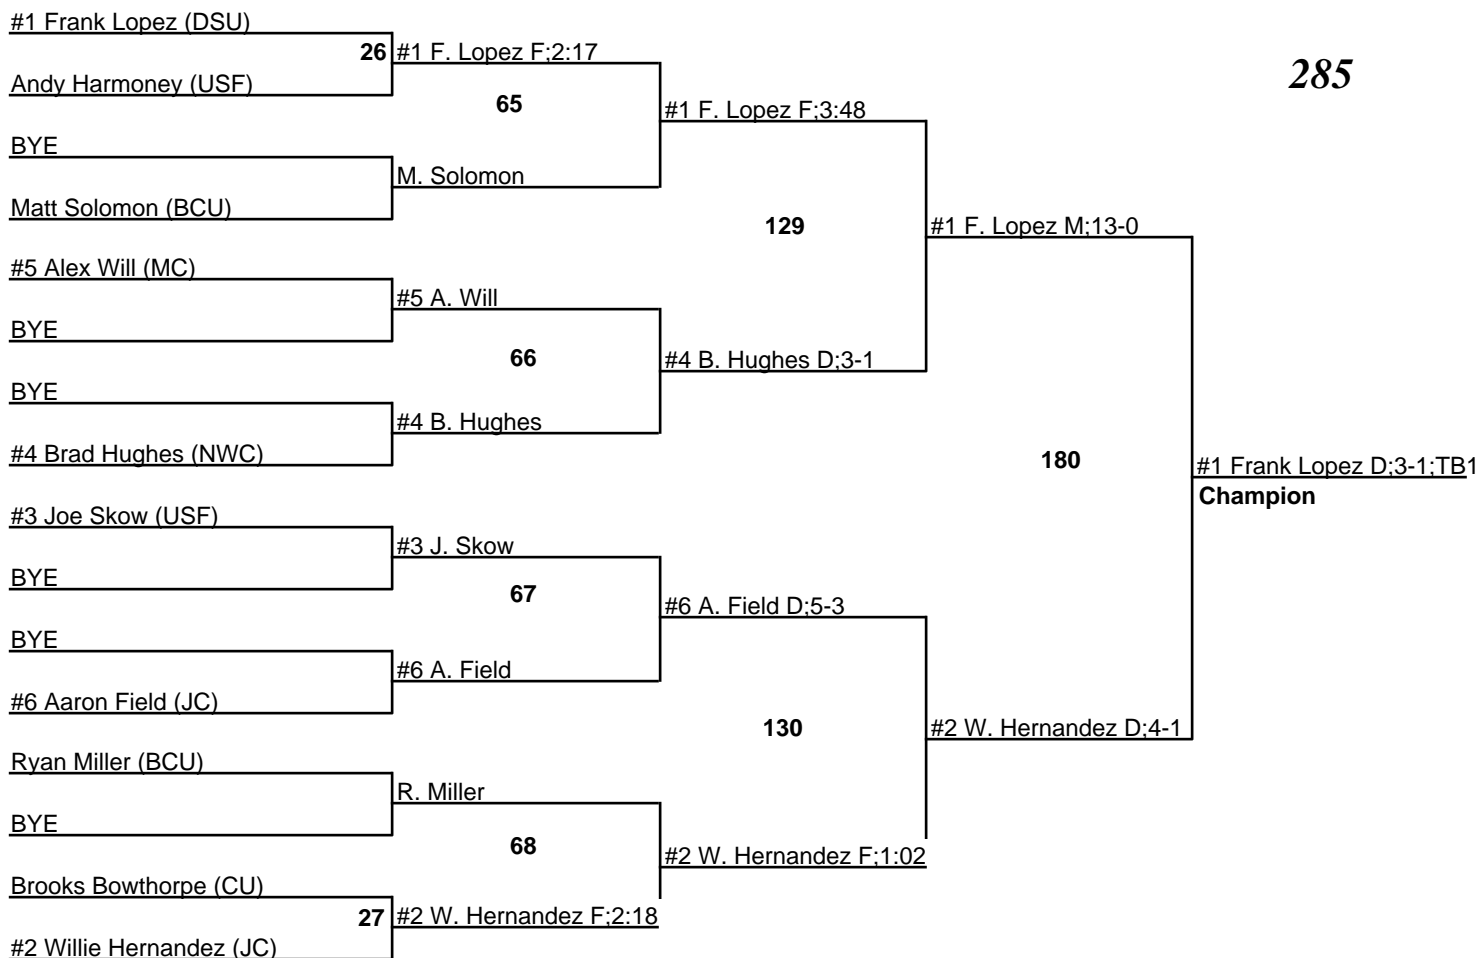 #1 Frank Lopez (DSU)
26 #1 F. Lopez F;2:17
285
Andy Harmoney (USF)
65
#1 F. Lopez F;3:48
BYE
M. Solomon
Matt Solomon (BCU)
129
#1 F. Lopez M;13-0
#5 Alex Will (MC)
#5 A. Will
BYE
66
#4 B. Hughes D;3-1
BYE
#4 B. Hughes
#4 Brad Hughes (NWC)
180
#1 Frank Lopez D;3-1;TB1
Champion
#3 Joe Skow (USF)
#3 J. Skow
BYE
67
#6 A. Field D;5-3
BYE
#6 A. Field
#6 Aaron Field (JC)
130
#2 W. Hernandez D;4-1
Ryan Miller (BCU)
R. Miller
BYE
68
#2 W. Hernandez F;1:02
Brooks Bowthorpe (CU)
27 #2 W. Hernandez F;2:18
#2 Willie Hernandez (JC)